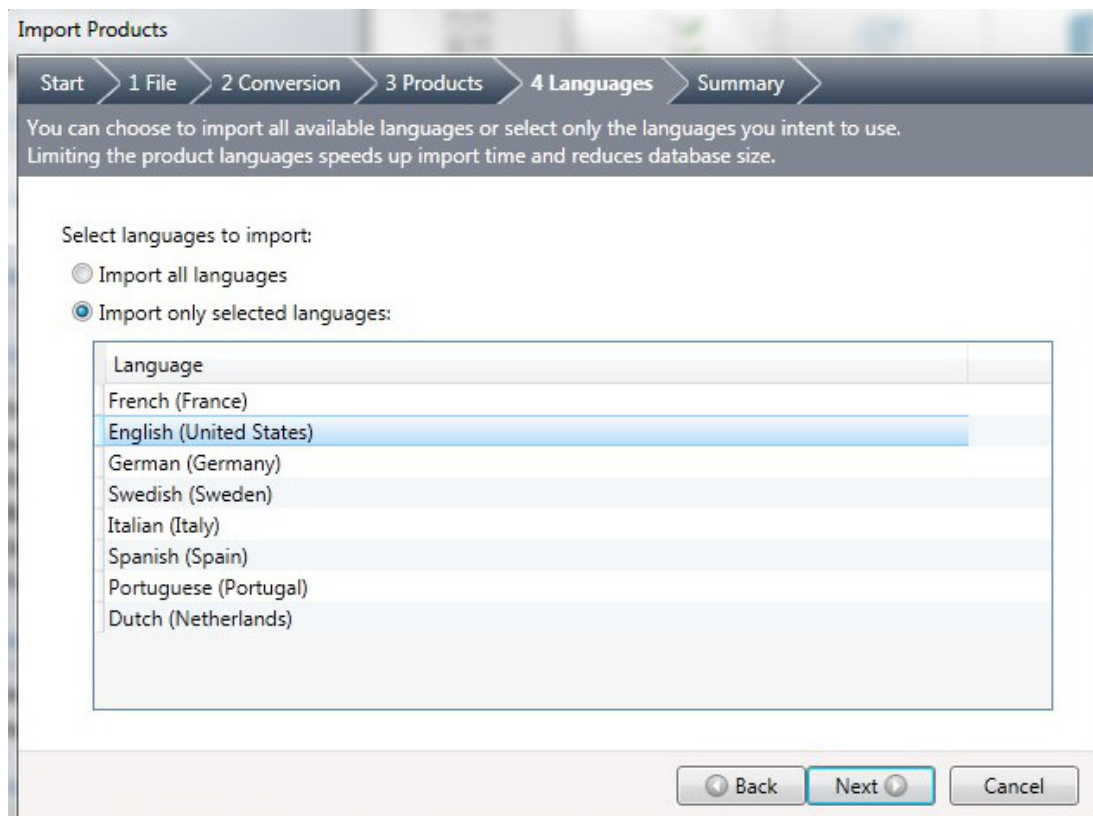 Import Products
Start 1 File 2 Conversion 3 Products 4 Languages Summary
You can choose to import all available languages or select only the languages you intent to use.
Limiting the product languages speeds up import time and reduces database size.
Select languages to import:
Import all languages
Import only selected languages:
Language
French (France)
English (United States)
German (Germany)
Swedish (Sweden)
Italian (Italy)
Spanish (Spain)
Portuguese (Portugal)
Dutch (Netherlands)
Back Next Cancel